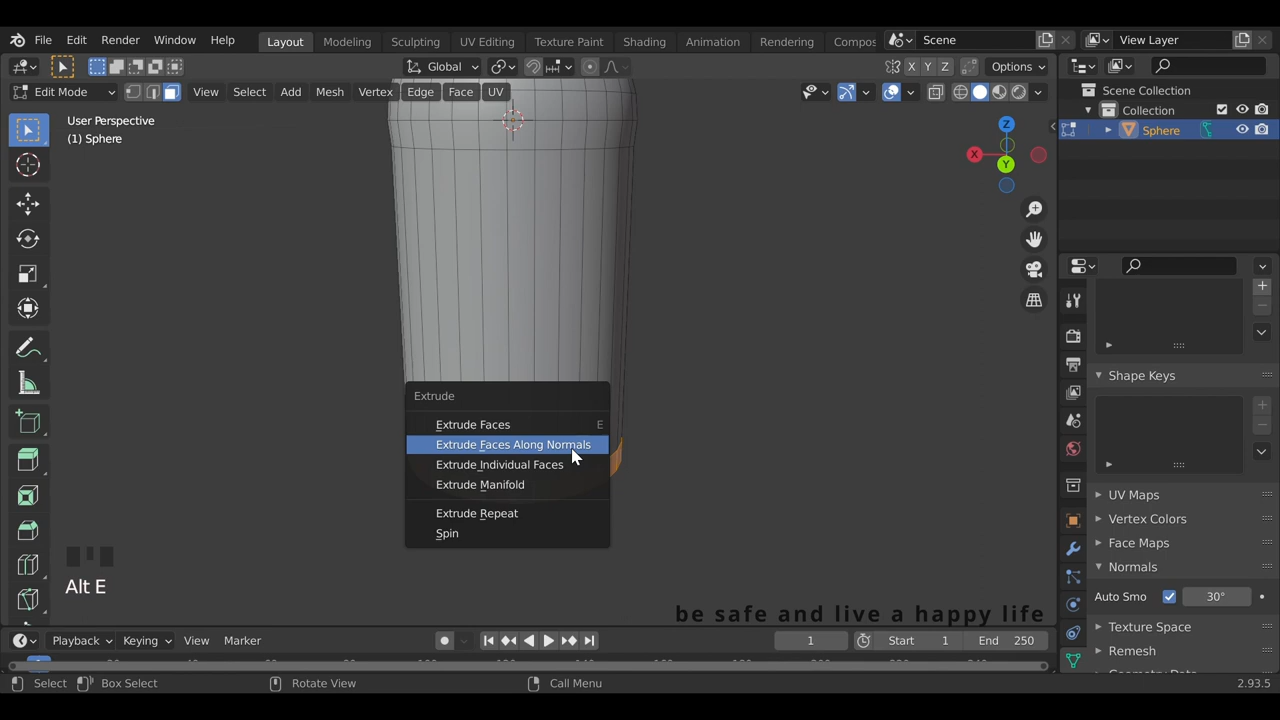 File Edit Render Window Help Layout Modeling Sculpting UV Editing Texture Paint Shading Animation Rendering Compos Scene View Layer
Global X Y Z Options
Edit Mode View Select Add Mesh Vertex Edge Face UV
Scene Collection
Collection
Sphere
User Perspective
(1) Sphere
Z
X
Y
Extrude
Extrude Faces E
Extrude Faces Along Normals
Extrude Individual Faces
Extrude Manifold
Extrude Repeat
Spin
Alt E
be safe and live a happy life
Shape Keys
UV Maps
Vertex Colors
Face Maps
Normals
Auto Smo 30°
Texture Space
Remesh
Playback Keying View Marker 1 Start 1 End 250
Select Box Select Rotate View Call Menu 2.93.5